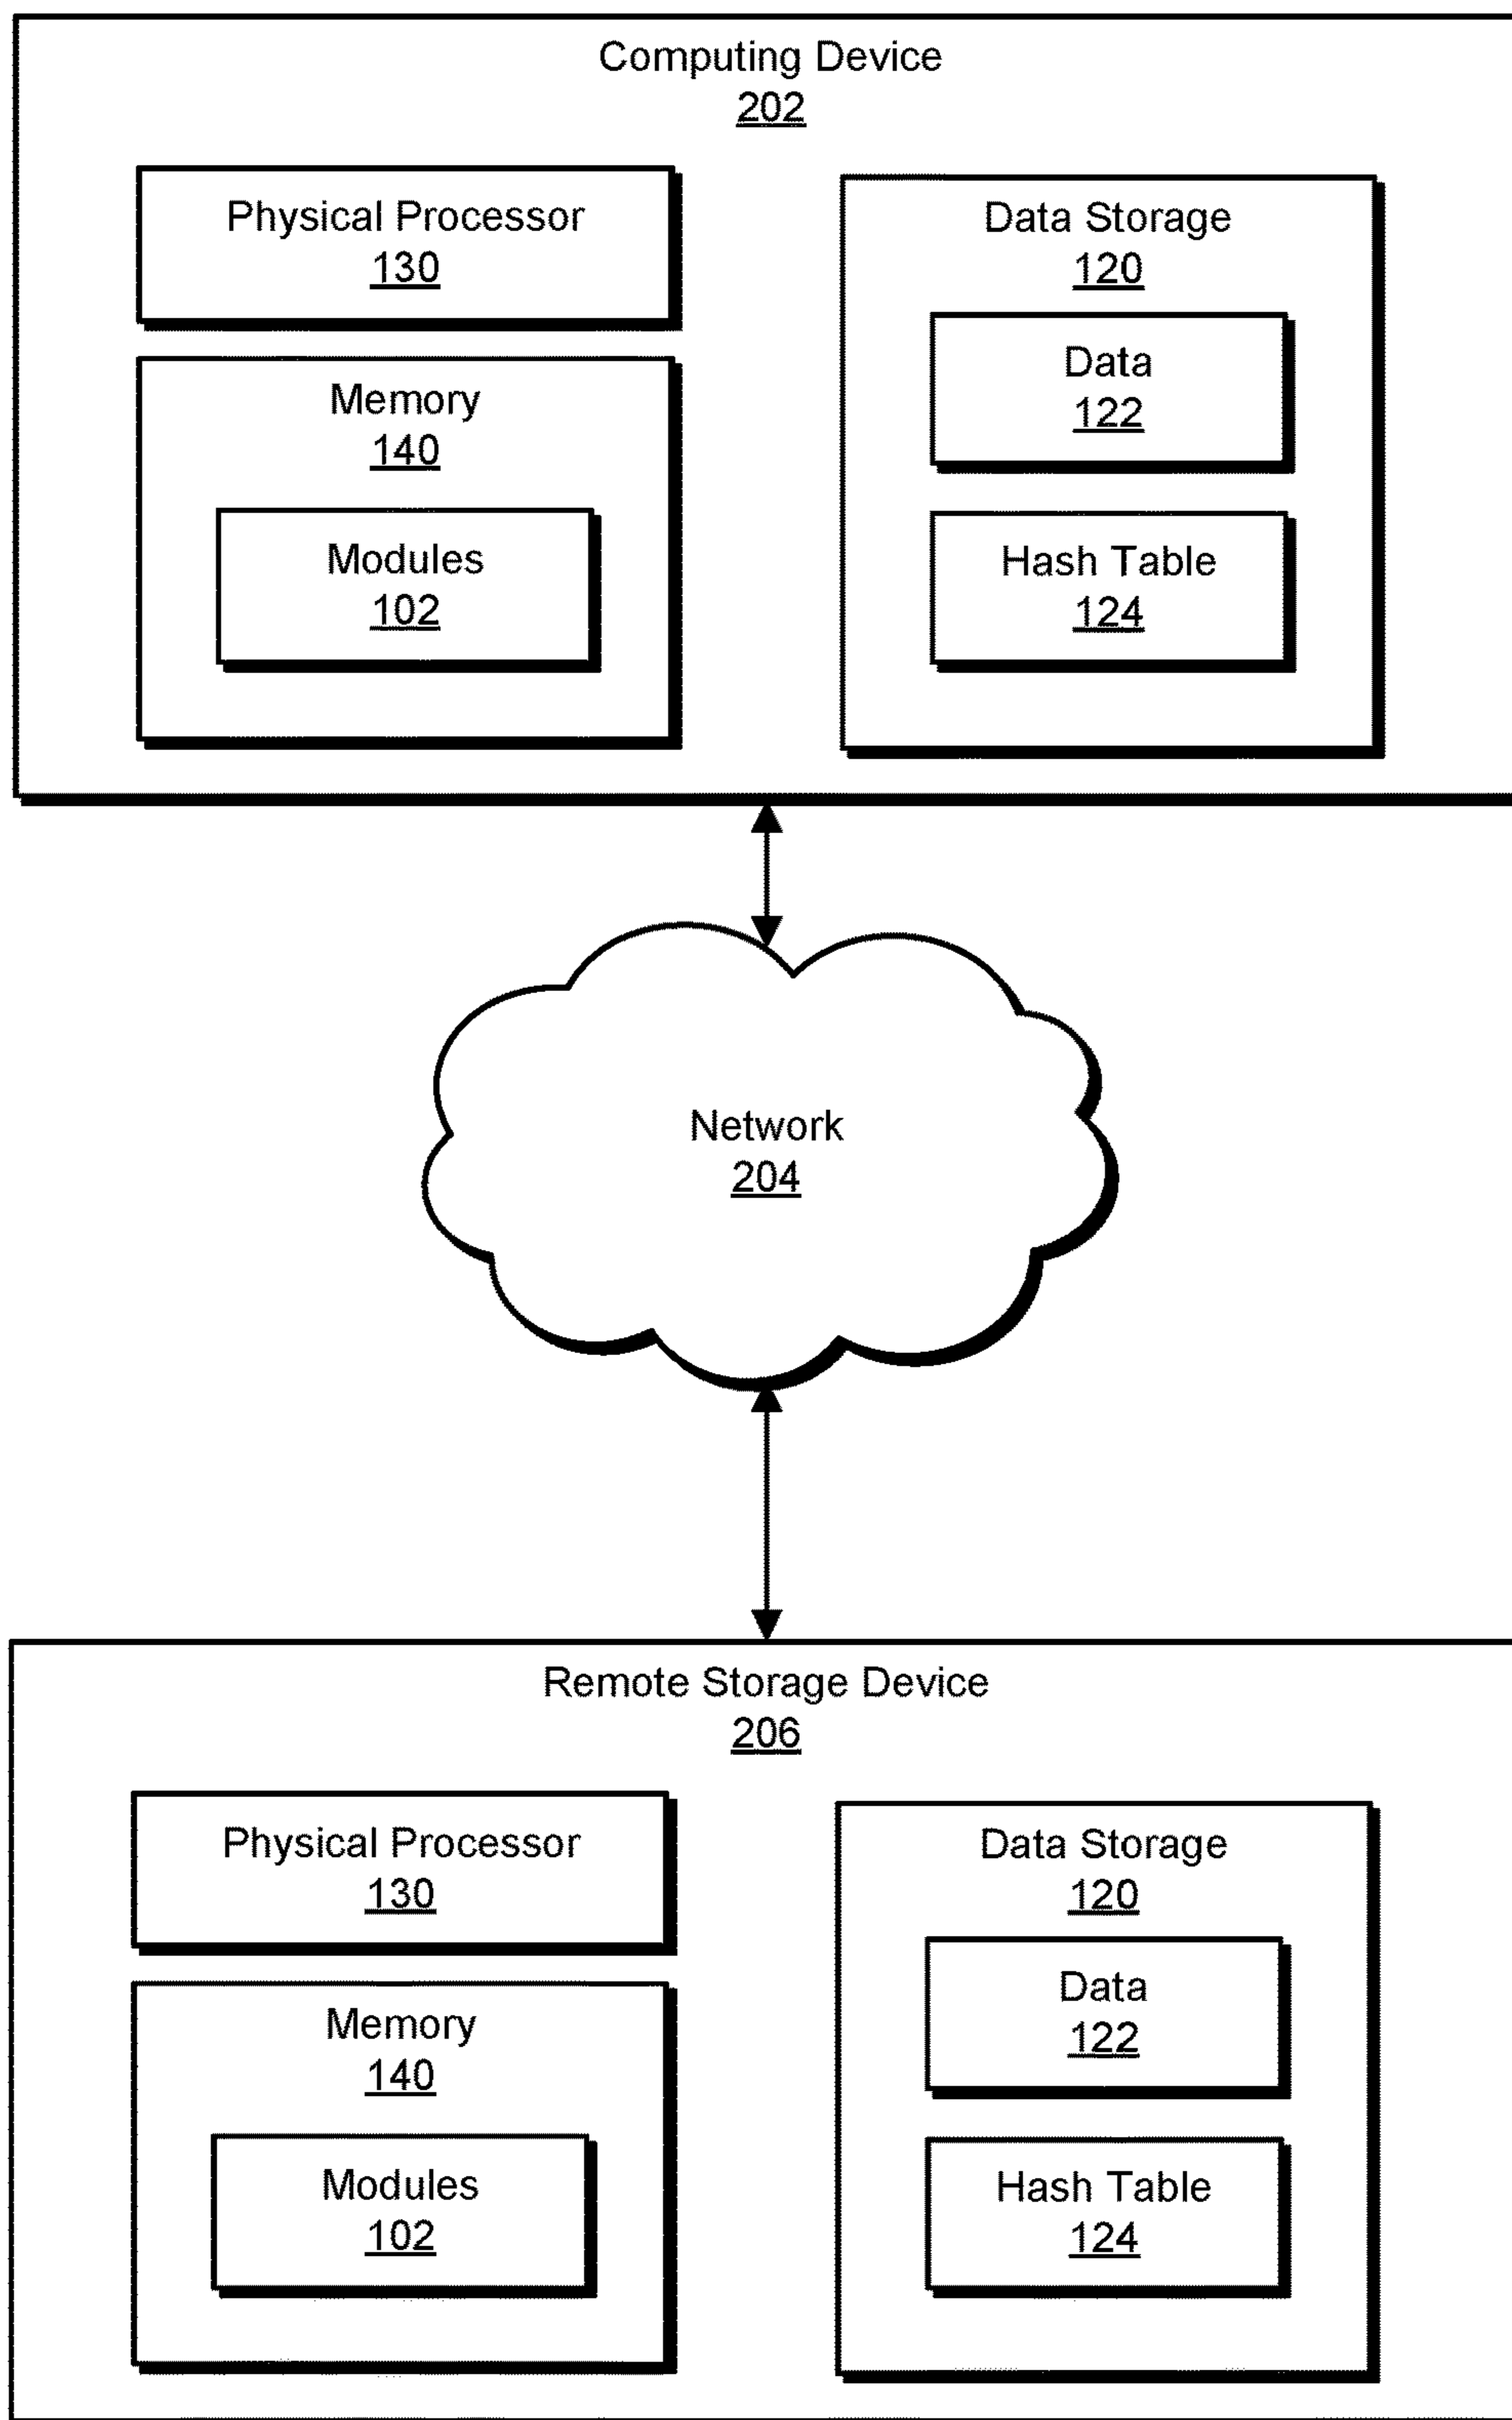 Computing Device
202
Physical Processor
130
Memory
140
Modules
102
Data Storage
120
Data
122
Hash Table
124
Network
204
Remote Storage Device
206
Physical Processor
130
Memory
140
Modules
102
Data Storage
120
Data
122
Hash Table
124